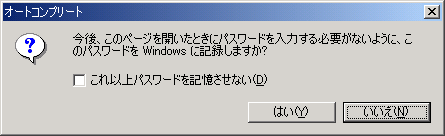 オートコンプリート
今後、このページを開いたときにパスワードを入力する必要がないように、こ
のパスワードを Windows に記録しますか?
これ以上パスワードを記憶させない(D)
はい(Y)
いいえ(N)